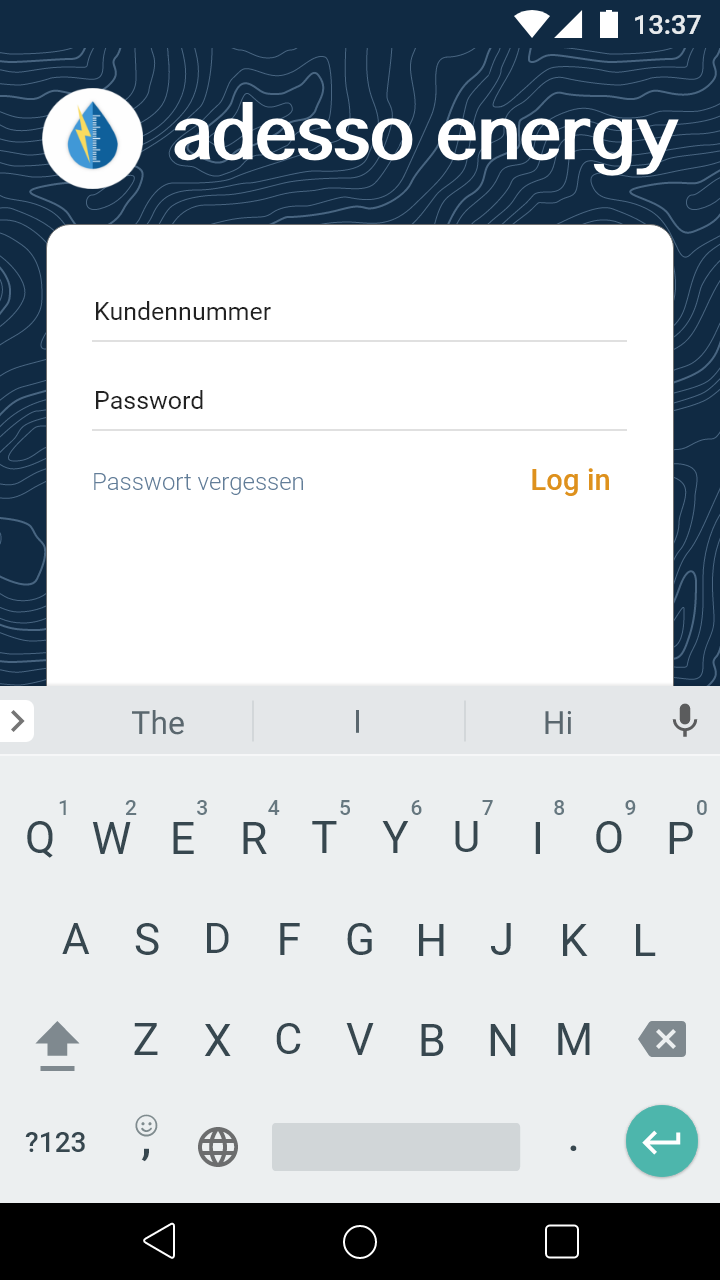 13:37
adesso energy
Kundennummer
Password
Passwort vergessen Log in
The I Hi
1 2 3 4 5 6 7 8 9 0
Q W E R T Y U I O P
A S D F G H J K L
Z X C V B N M
?123 , .